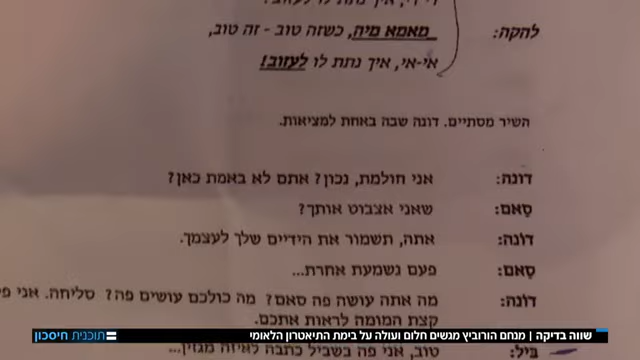 להקה: מאמא מיה, כשזה טוב - זה טוב,
אי-אי, איך נתת לו לעזוב!
השיר מסתיים. דונה שבה באחת למציאות.
דונה: אני חולמת, נכון? אתם לא באמת כאן?
סָאם: שאני אצבוט אותך?
דונה: אתה, תשמור את הידיים שלך לעצמך.
סָאם: פעם נשמעת אחרת...
דונה: מה אתה עושה פה סאם? מה כולכם עושים פה? סליחה. אני
קצת המומה לראות אתכם.
שווה בדיקה | מנחם הורוביץ מגשים חלום ועולה על בימת התיאטרון הלאומי
תוכנית חיסכון
ביל: טוב, אני פה בשביל כתבה לאיזה מגזין...